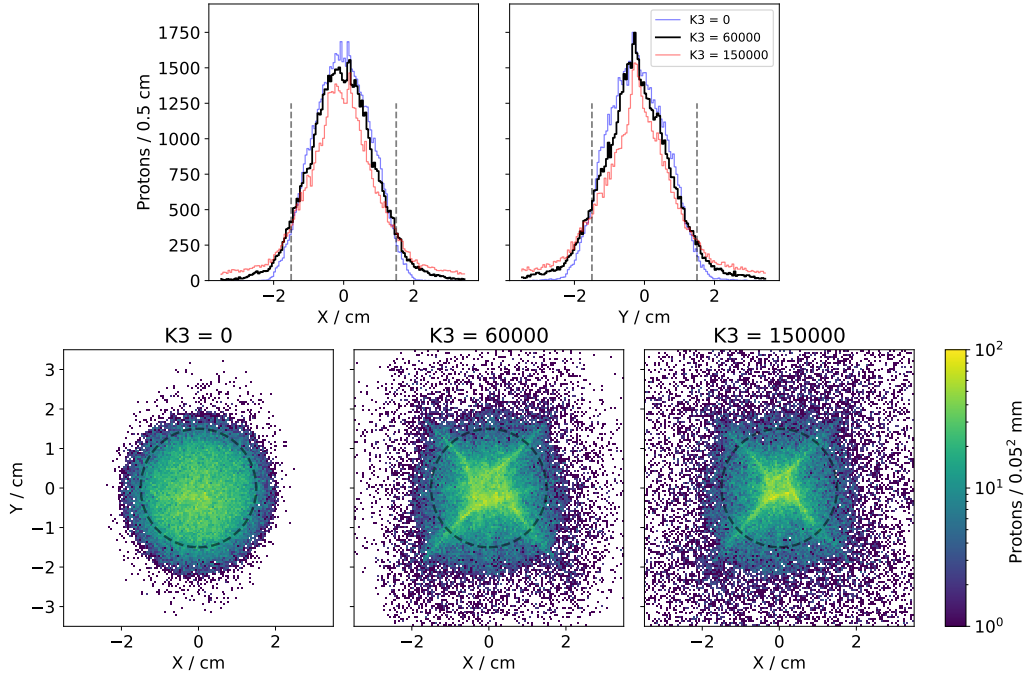 1750
1500
1250
1000
750
500
250
0
Protons / 0.5 cm
−2 0 2
X / cm
K3 = 0
K3 = 60000
K3 = 150000
−2 0 2
Y / cm
K3 = 0
3
2
1
0
−1
−2
−3
Y / cm
−2 0 2
X / cm
K3 = 60000
−2 0 2
X / cm
K3 = 150000
−2 0 2
X / cm
10²
10¹
10⁰
Protons / 0.05² mm